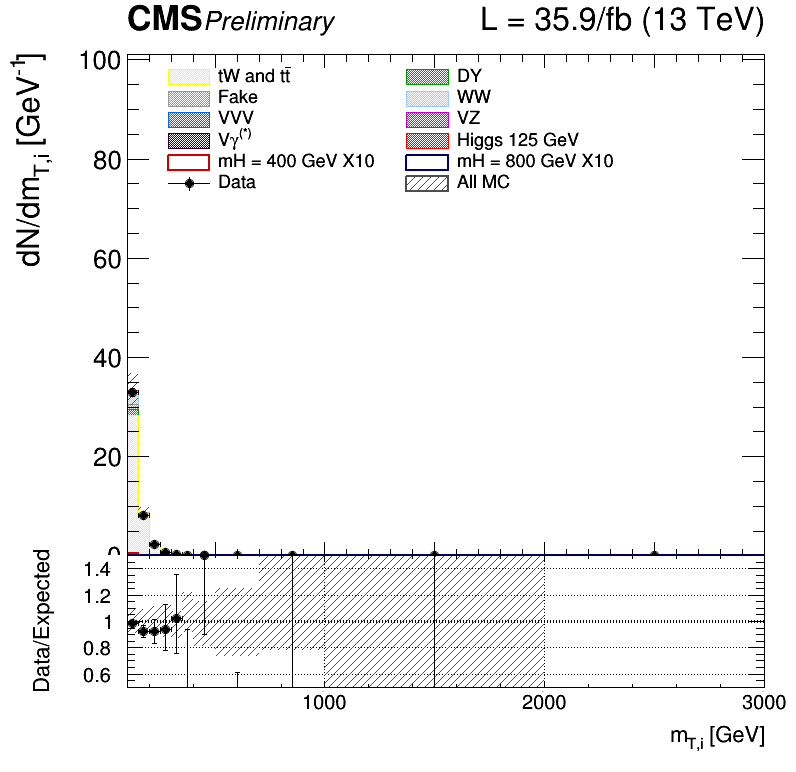 CMS Preliminary L = 35.9/fb (13 TeV)
dN/dm_{T,i} [GeV^{-1}]
100
80
60
40
20
0
tW and tt̄ DY
Fake WW
VVV VZ
Vγ^{(*)} Higgs 125 GeV
mH = 400 GeV X10 mH = 800 GeV X10
Data All MC
Data/Expected
1.4
1.2
1
0.8
0.6
1000 2000 3000
m_{T,i} [GeV]